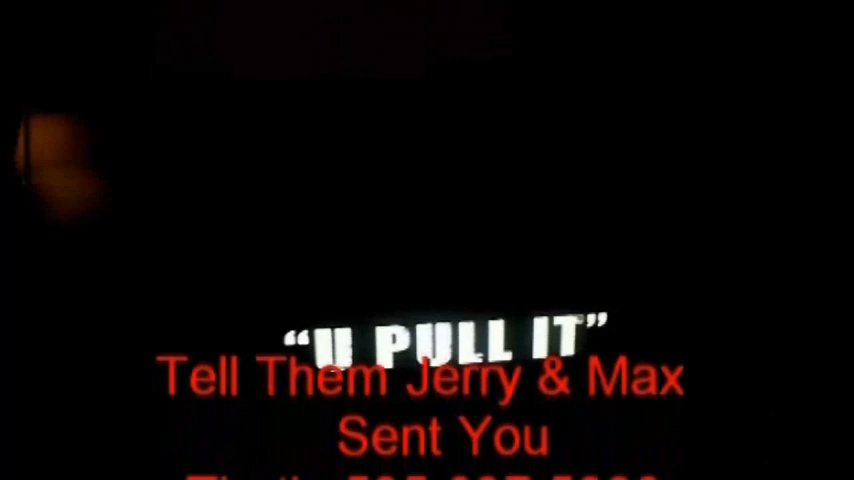 “U PULL IT”
Tell Them Jerry & Max
Sent You